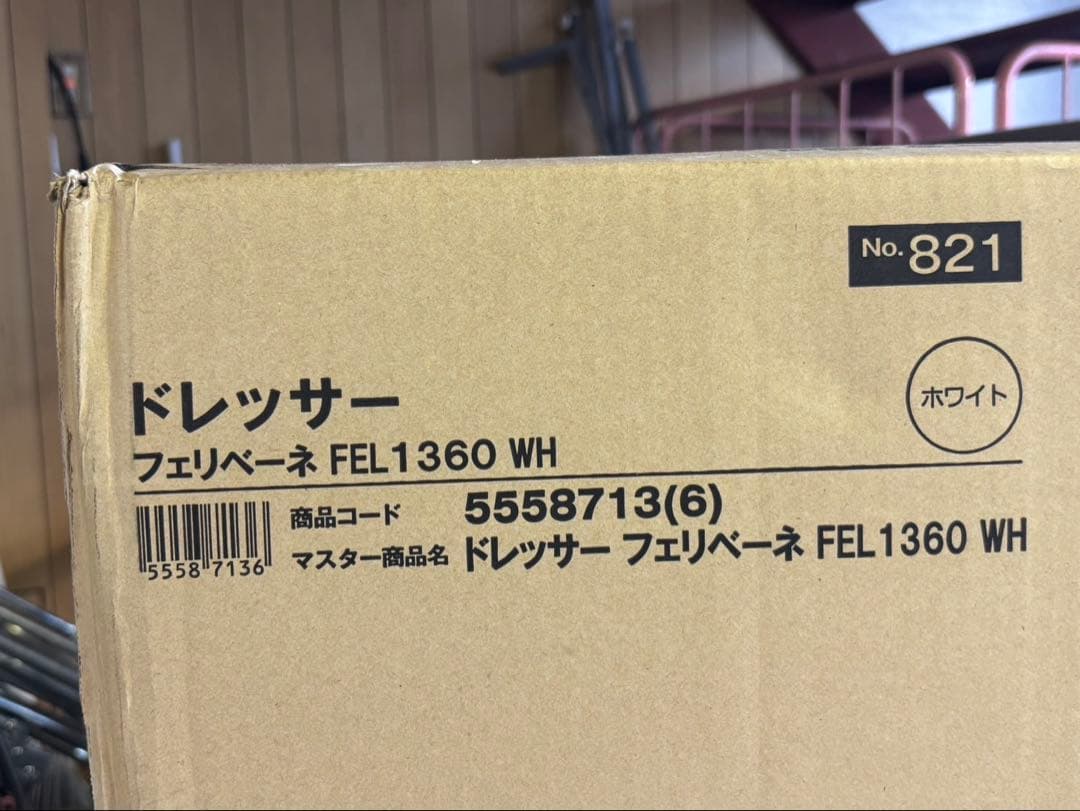 No.821
ホワイト
ドレッサー
フェリベーネ FEL1360 WH
商品コード 5558713(6)
マスター商品名 ドレッサー フェリベーネ FEL1360 WH
5558 7136